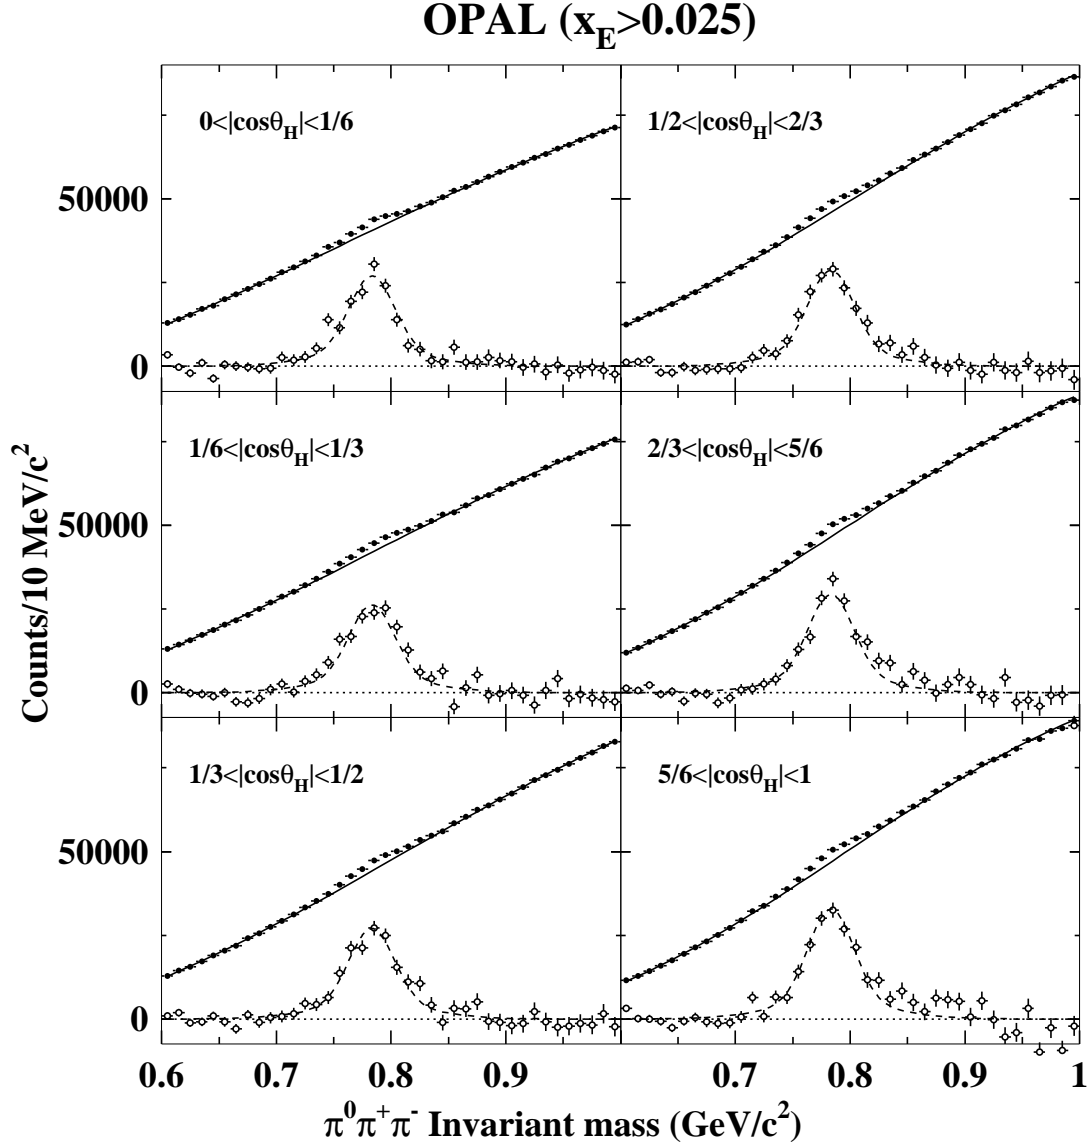 OPAL (x_E>0.025)
0<|cosθ_H|<1/6
1/2<|cosθ_H|<2/3
50000
0
1/6<|cosθ_H|<1/3
2/3<|cosθ_H|<5/6
50000
0
Counts/10 MeV/c²
1/3<|cosθ_H|<1/2
5/6<|cosθ_H|<1
50000
0
0.6 0.7 0.8 0.9 0.7 0.8 0.9 1
π⁰π⁺π⁻ Invariant mass (GeV/c²)